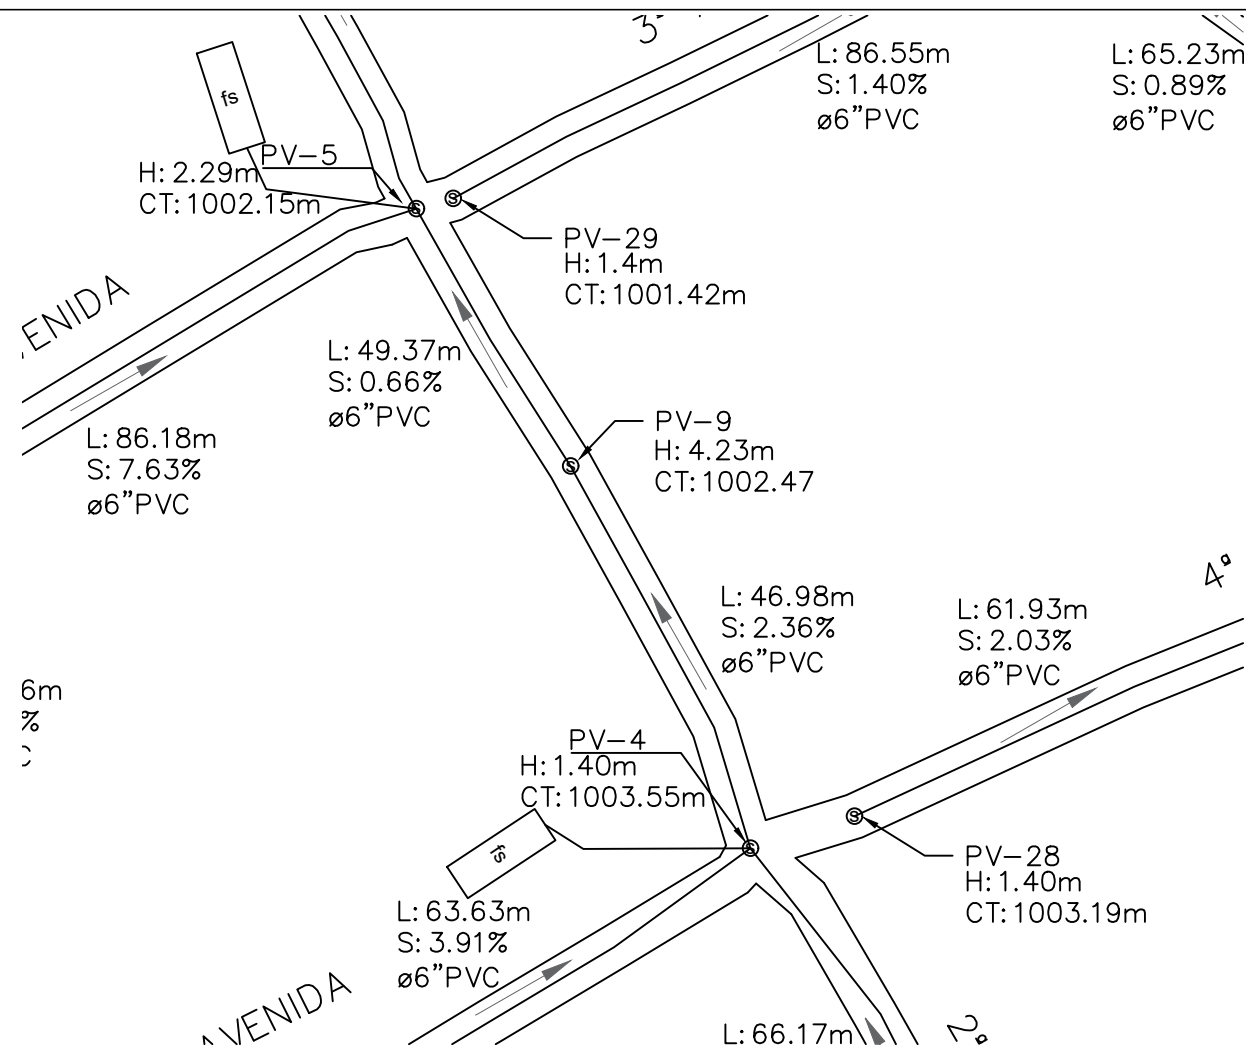 3
L: 86.55m
S: 1.40%
ø6"PVC
L: 65.23m
S: 0.89%
ø6"PVC
fs
PV-5
H: 2.29m
CT: 1002.15m
PV-29
H: 1.4m
CT: 1001.42m
ENIDA
L: 49.37m
S: 0.66%
ø6"PVC
L: 86.18m
S: 7.63%
ø6"PVC
PV-9
H: 4.23m
CT: 1002.47
4ª
L: 46.98m
S: 2.36%
ø6"PVC
L: 61.93m
S: 2.03%
ø6"PVC
6m
%
PV-4
H: 1.40m
CT: 1003.55m
fs
PV-28
H: 1.40m
CT: 1003.19m
L: 63.63m
S: 3.91%
ø6"PVC
AVENIDA
L: 66.17m
2ª